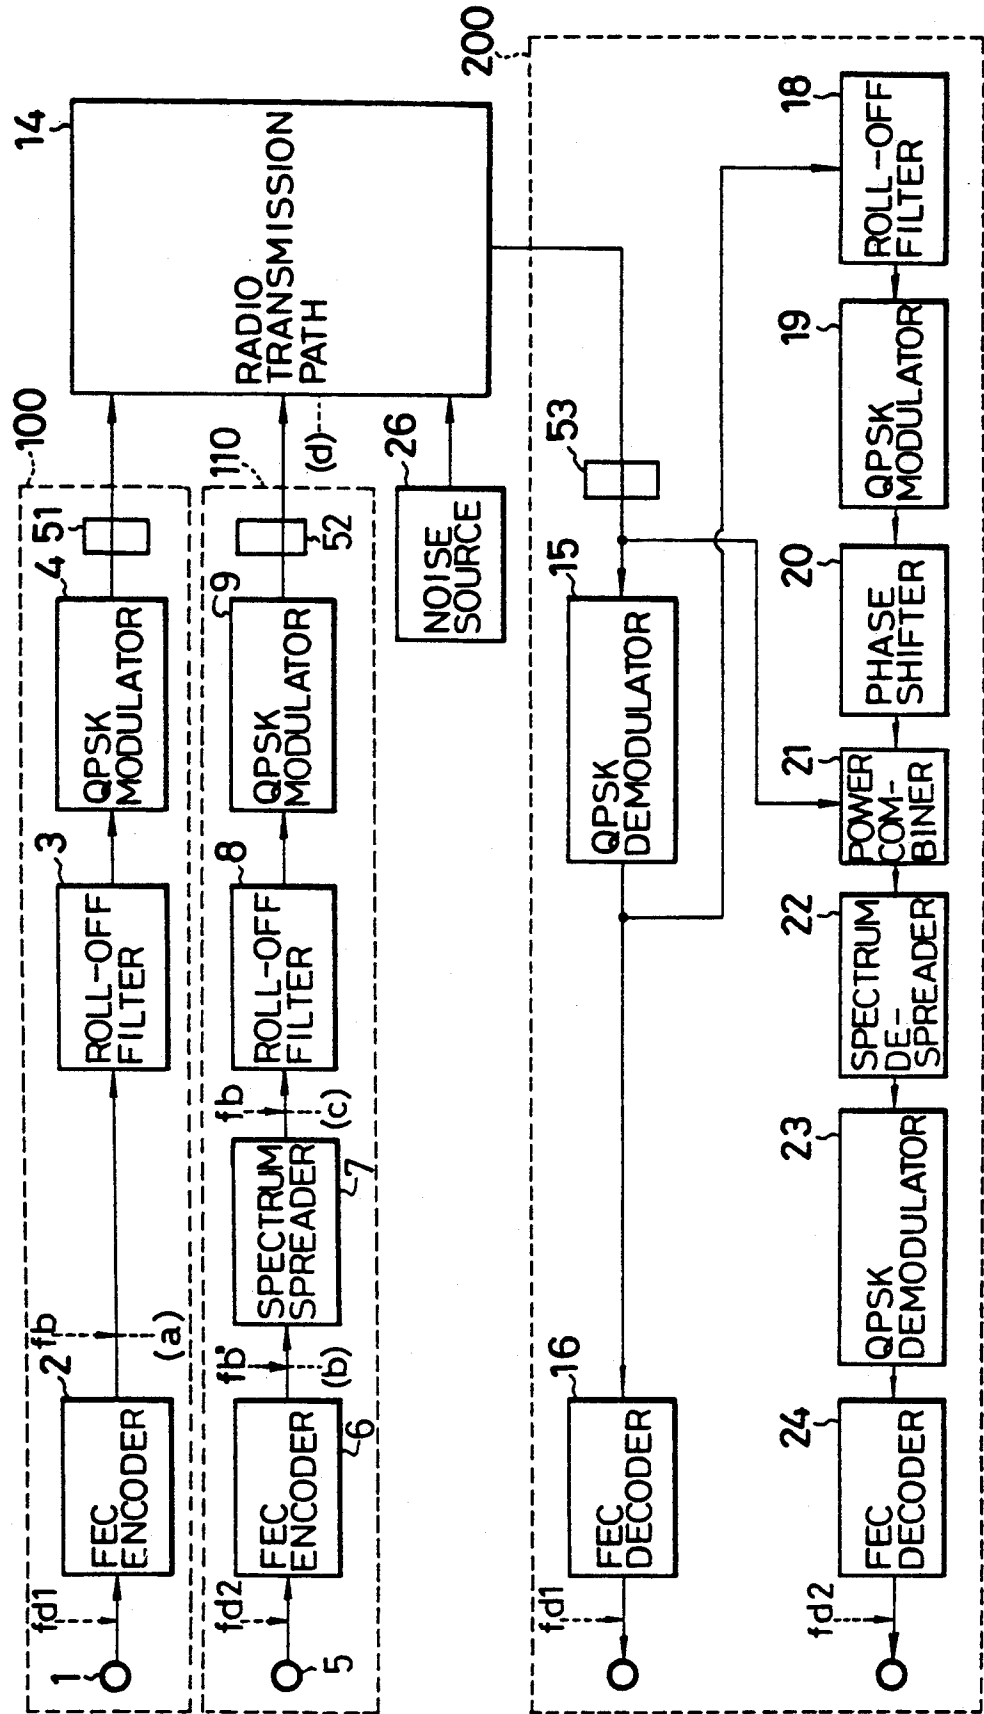 100
1
fd1
2
FEC
ENCODER
fb
(a)
3
ROLL-OFF
FILTER
4
QPSK
MODULATOR
51
14
RADIO
TRANSMISSION
PATH
110
5
fd2
FEC
ENCODER
6
fb'
(b)
SPECTRUM
SPREADER
7
fb
(c)
8
ROLL-OFF
FILTER
9
QPSK
MODULATOR
52
(d)
26
NOISE
SOURCE
200
fd1
16
FEC
DECODER
15
QPSK
DEMODULATOR
53
fd2
24
FEC
DECODER
23
QPSK
DEMODULATOR
22
SPECTRUM
DE-
SPREADER
21
POWER
COM-
BINER
20
PHASE
SHIFTER
19
QPSK
MODULATOR
18
ROLL-OFF
FILTER